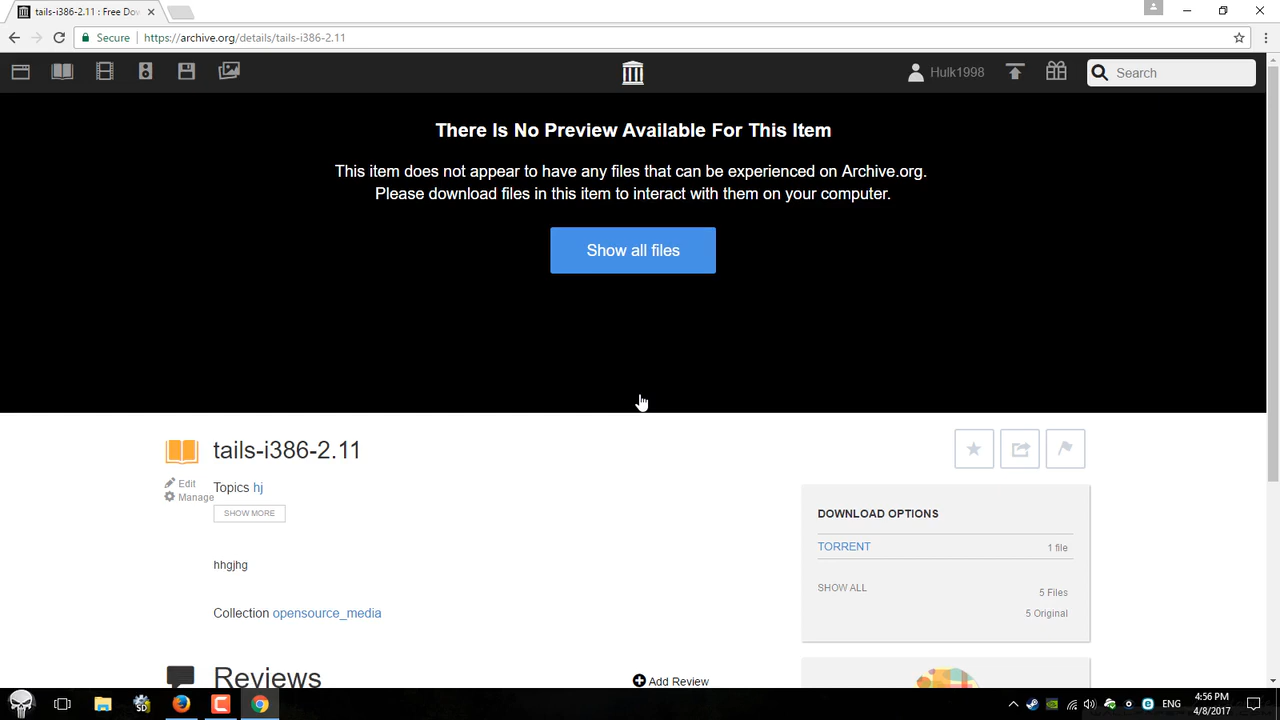 tails-i386-2.11 : Free Dov
Secure
https://archive.org/details/tails-i386-2.11
Hulk1998
Search
There Is No Preview Available For This Item
This item does not appear to have any files that can be experienced on Archive.org.
Please download files in this item to interact with them on your computer.
Show all files
tails-i386-2.11
Edit
Manage
Topics hj
SHOW MORE
hhgjhg
Collection opensource_media
DOWNLOAD OPTIONS
TORRENT 1 file
SHOW ALL 5 Files
5 Original
Reviews
Add Review
ENG
4:56 PM
4/8/2017